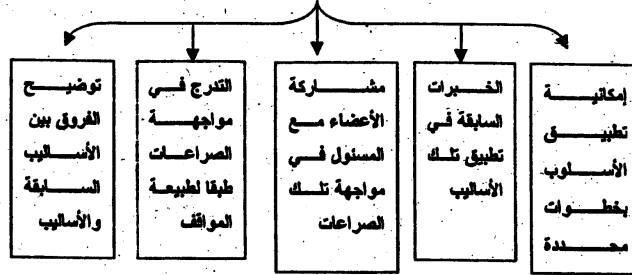 إمكانية
تطبيق
الأسلوب
بخطوات
محددة
الخبرات
السابقة في
تطبيق تلك
الأساليب
مشاركة
الأعضاء مع
المسئول في
مواجهة تلك
الصراعات
التدرج في
مواجهة
الصراعات
طبقا لطبيعة
المواقف
توضيح
الفروق بين
الأساليب
السابقة
والأساليب